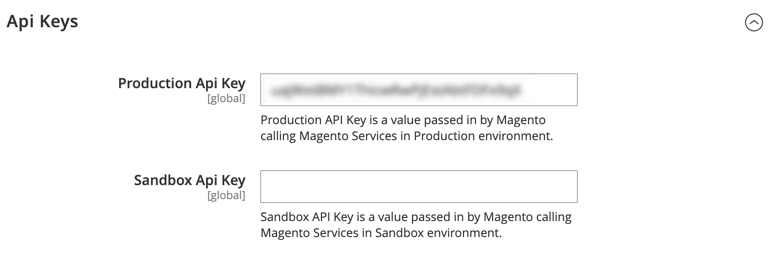 Api Keys
Production Api Key
[global]
Production API Key is a value passed in by Magento
calling Magento Services in Production environment.
Sandbox Api Key
[global]
Sandbox API Key is a value passed in by Magento calling
Magento Services in Sandbox environment.